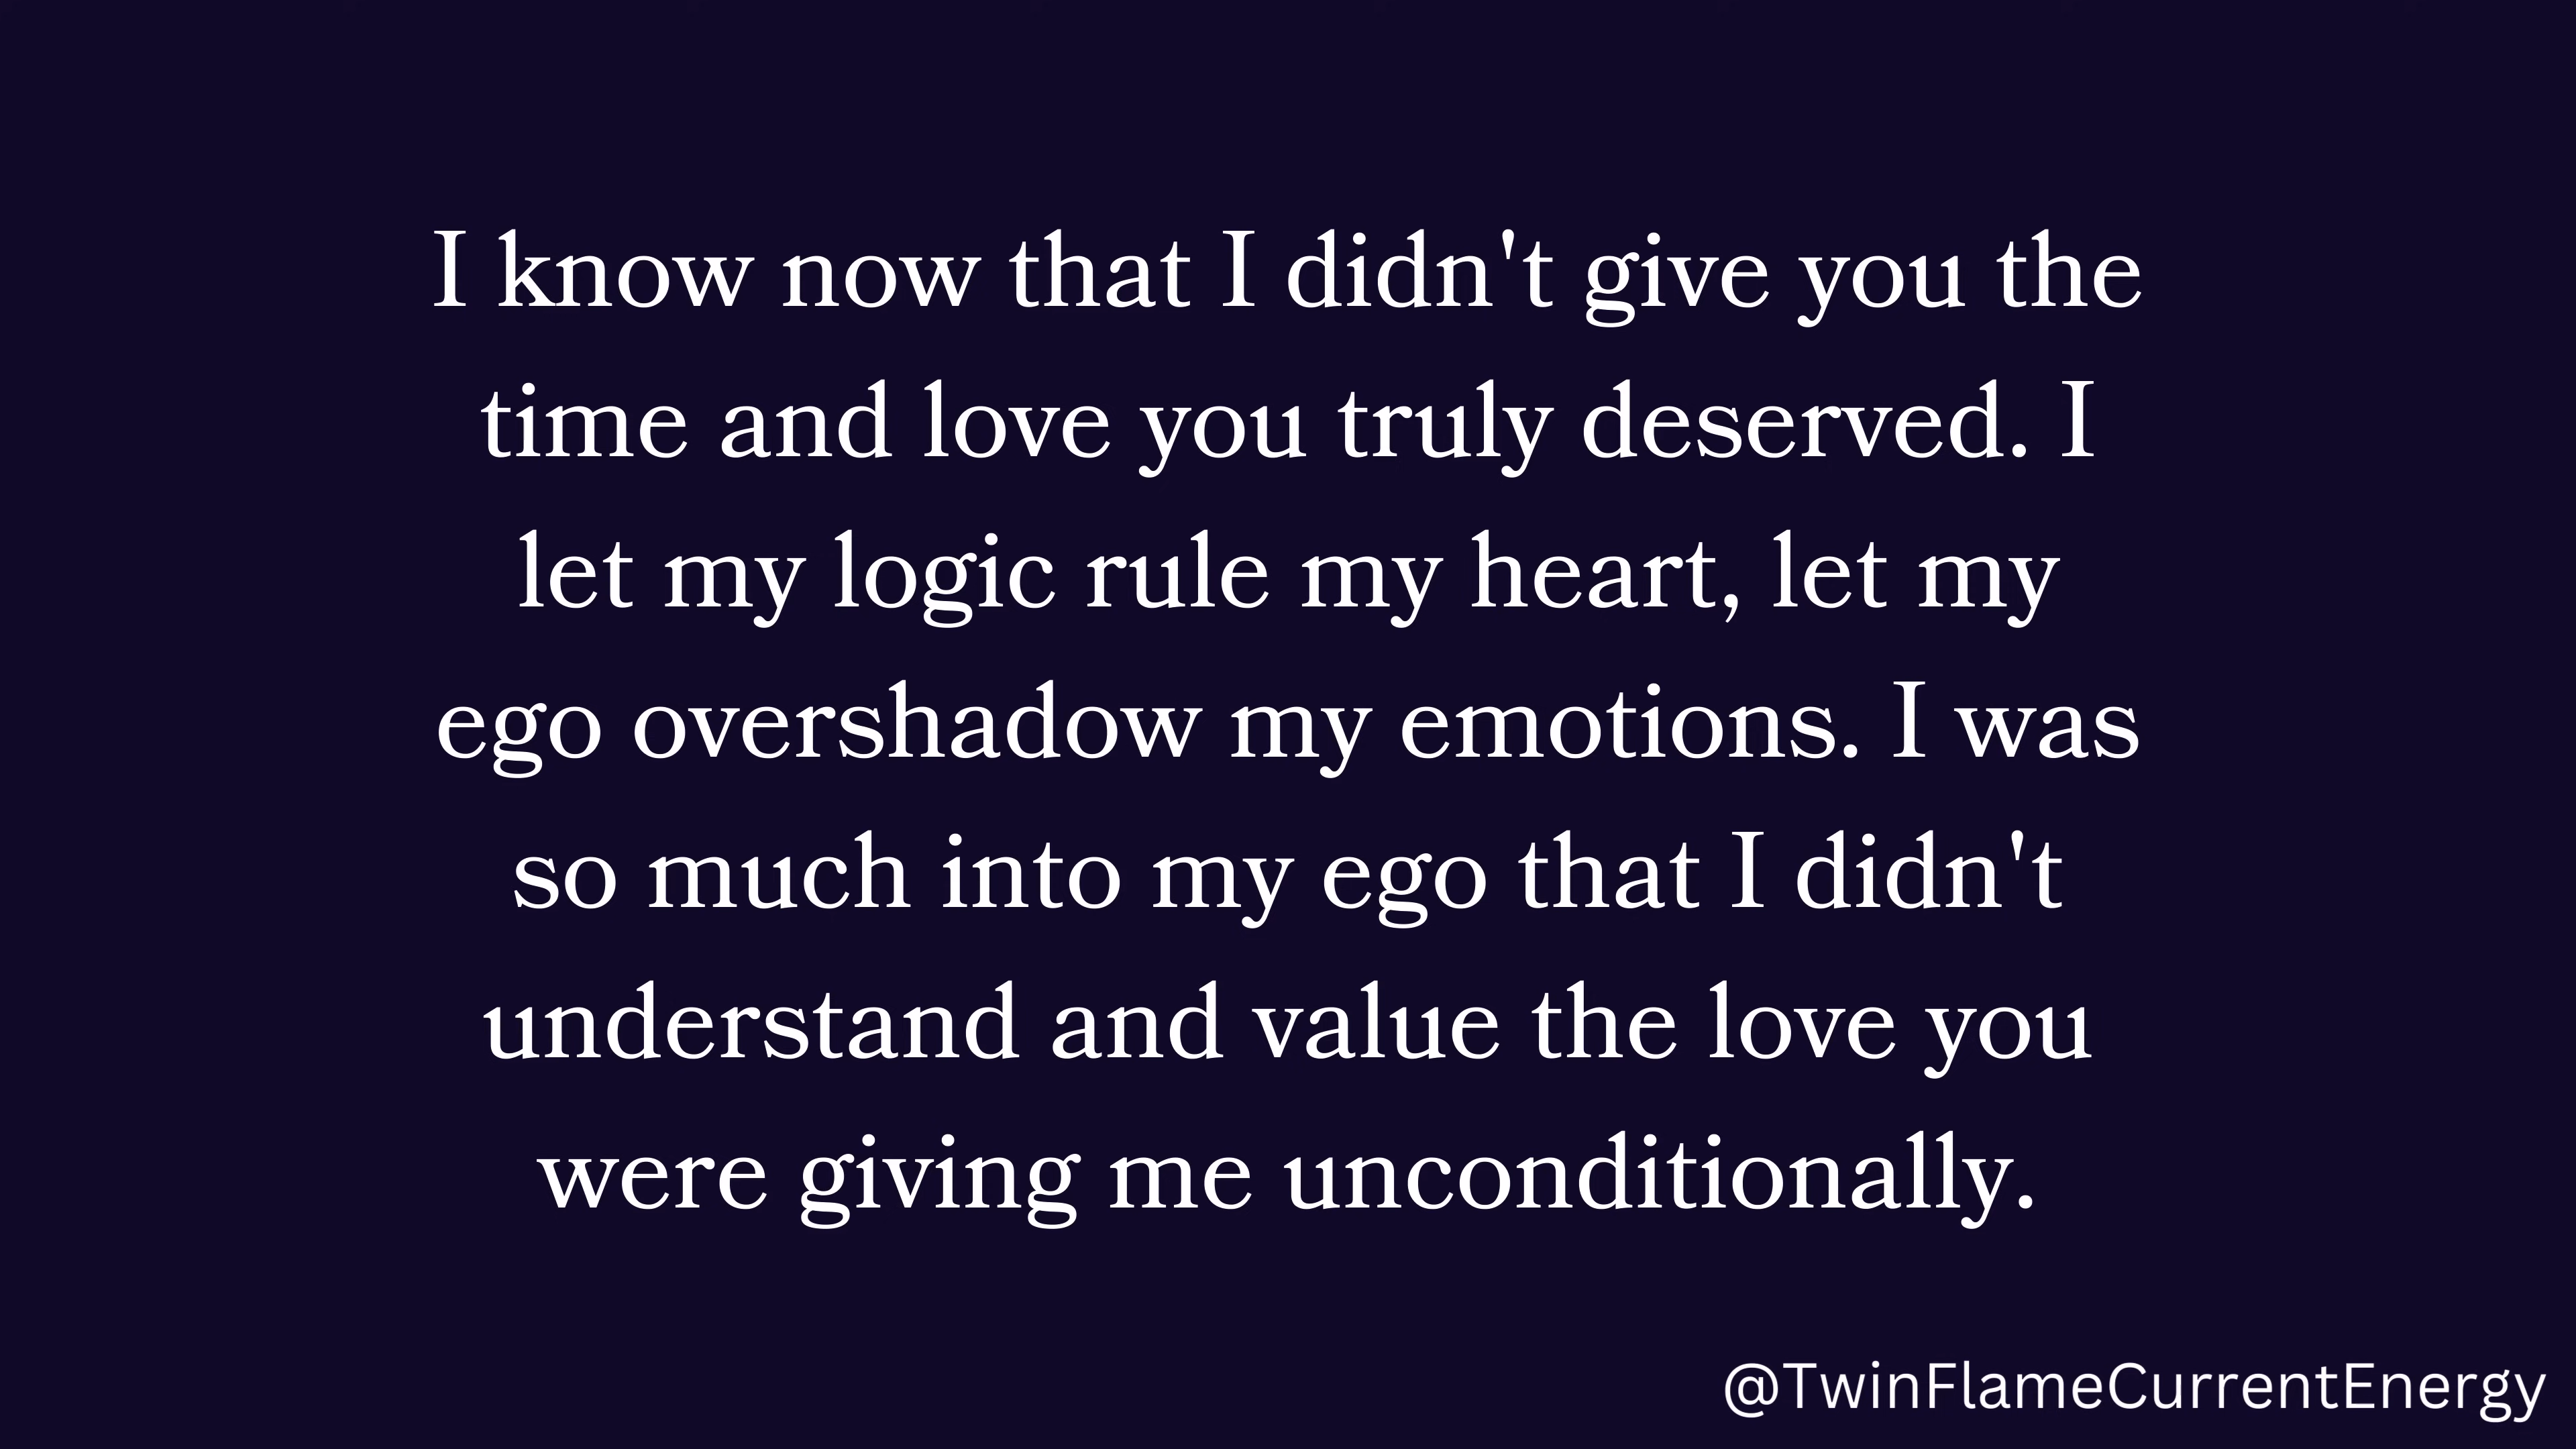 I know now that I didn't give you the
time and love you truly deserved. I
let my logic rule my heart, let my
ego overshadow my emotions. I was
so much into my ego that I didn't
understand and value the love you
were giving me unconditionally.
@TwinFlameCurrentEnergy